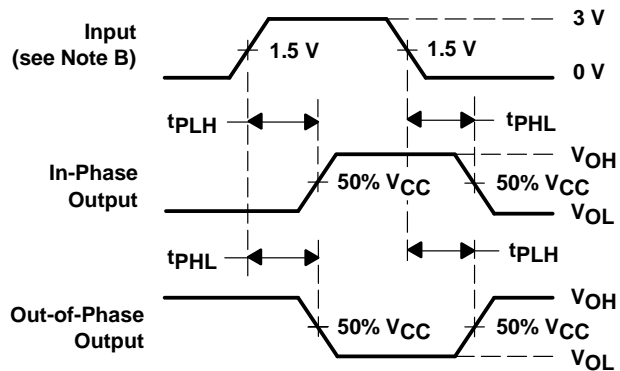 3 V
Input
(see Note B)
1.5 V
1.5 V
0 V
tPLH
tPHL
VOH
In-Phase
Output
50% VCC
50% VCC
VOL
tPHL
tPLH
VOH
Out-of-Phase
Output
50% VCC
50% VCC
VOL